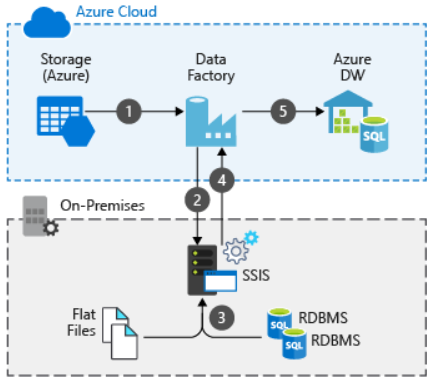 Azure Cloud
Storage
(Azure)
Data
Factory
Azure
DW
1
5
SQL
2
4
On-Premises
SSIS
Flat
Files
3
SQL
RDBMS
SQL
RDBMS